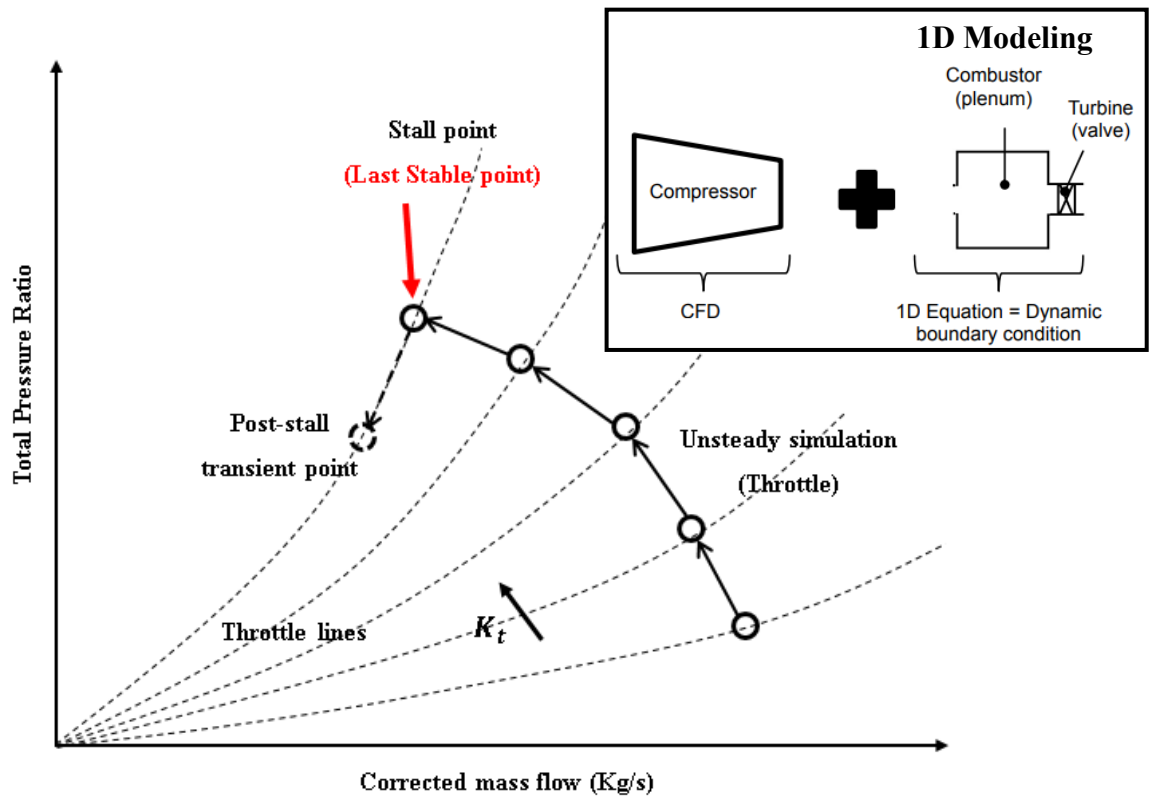 1D Modeling
Combustor
(plenum)
Turbine
(valve)
Compressor
CFD
1D Equation = Dynamic
boundary condition
Stall point
(Last Stable point)
Total Pressure Ratio
Post-stall
transient point
Unsteady simulation
(Throttle)
Throttle lines
K_t
Corrected mass flow (Kg/s)